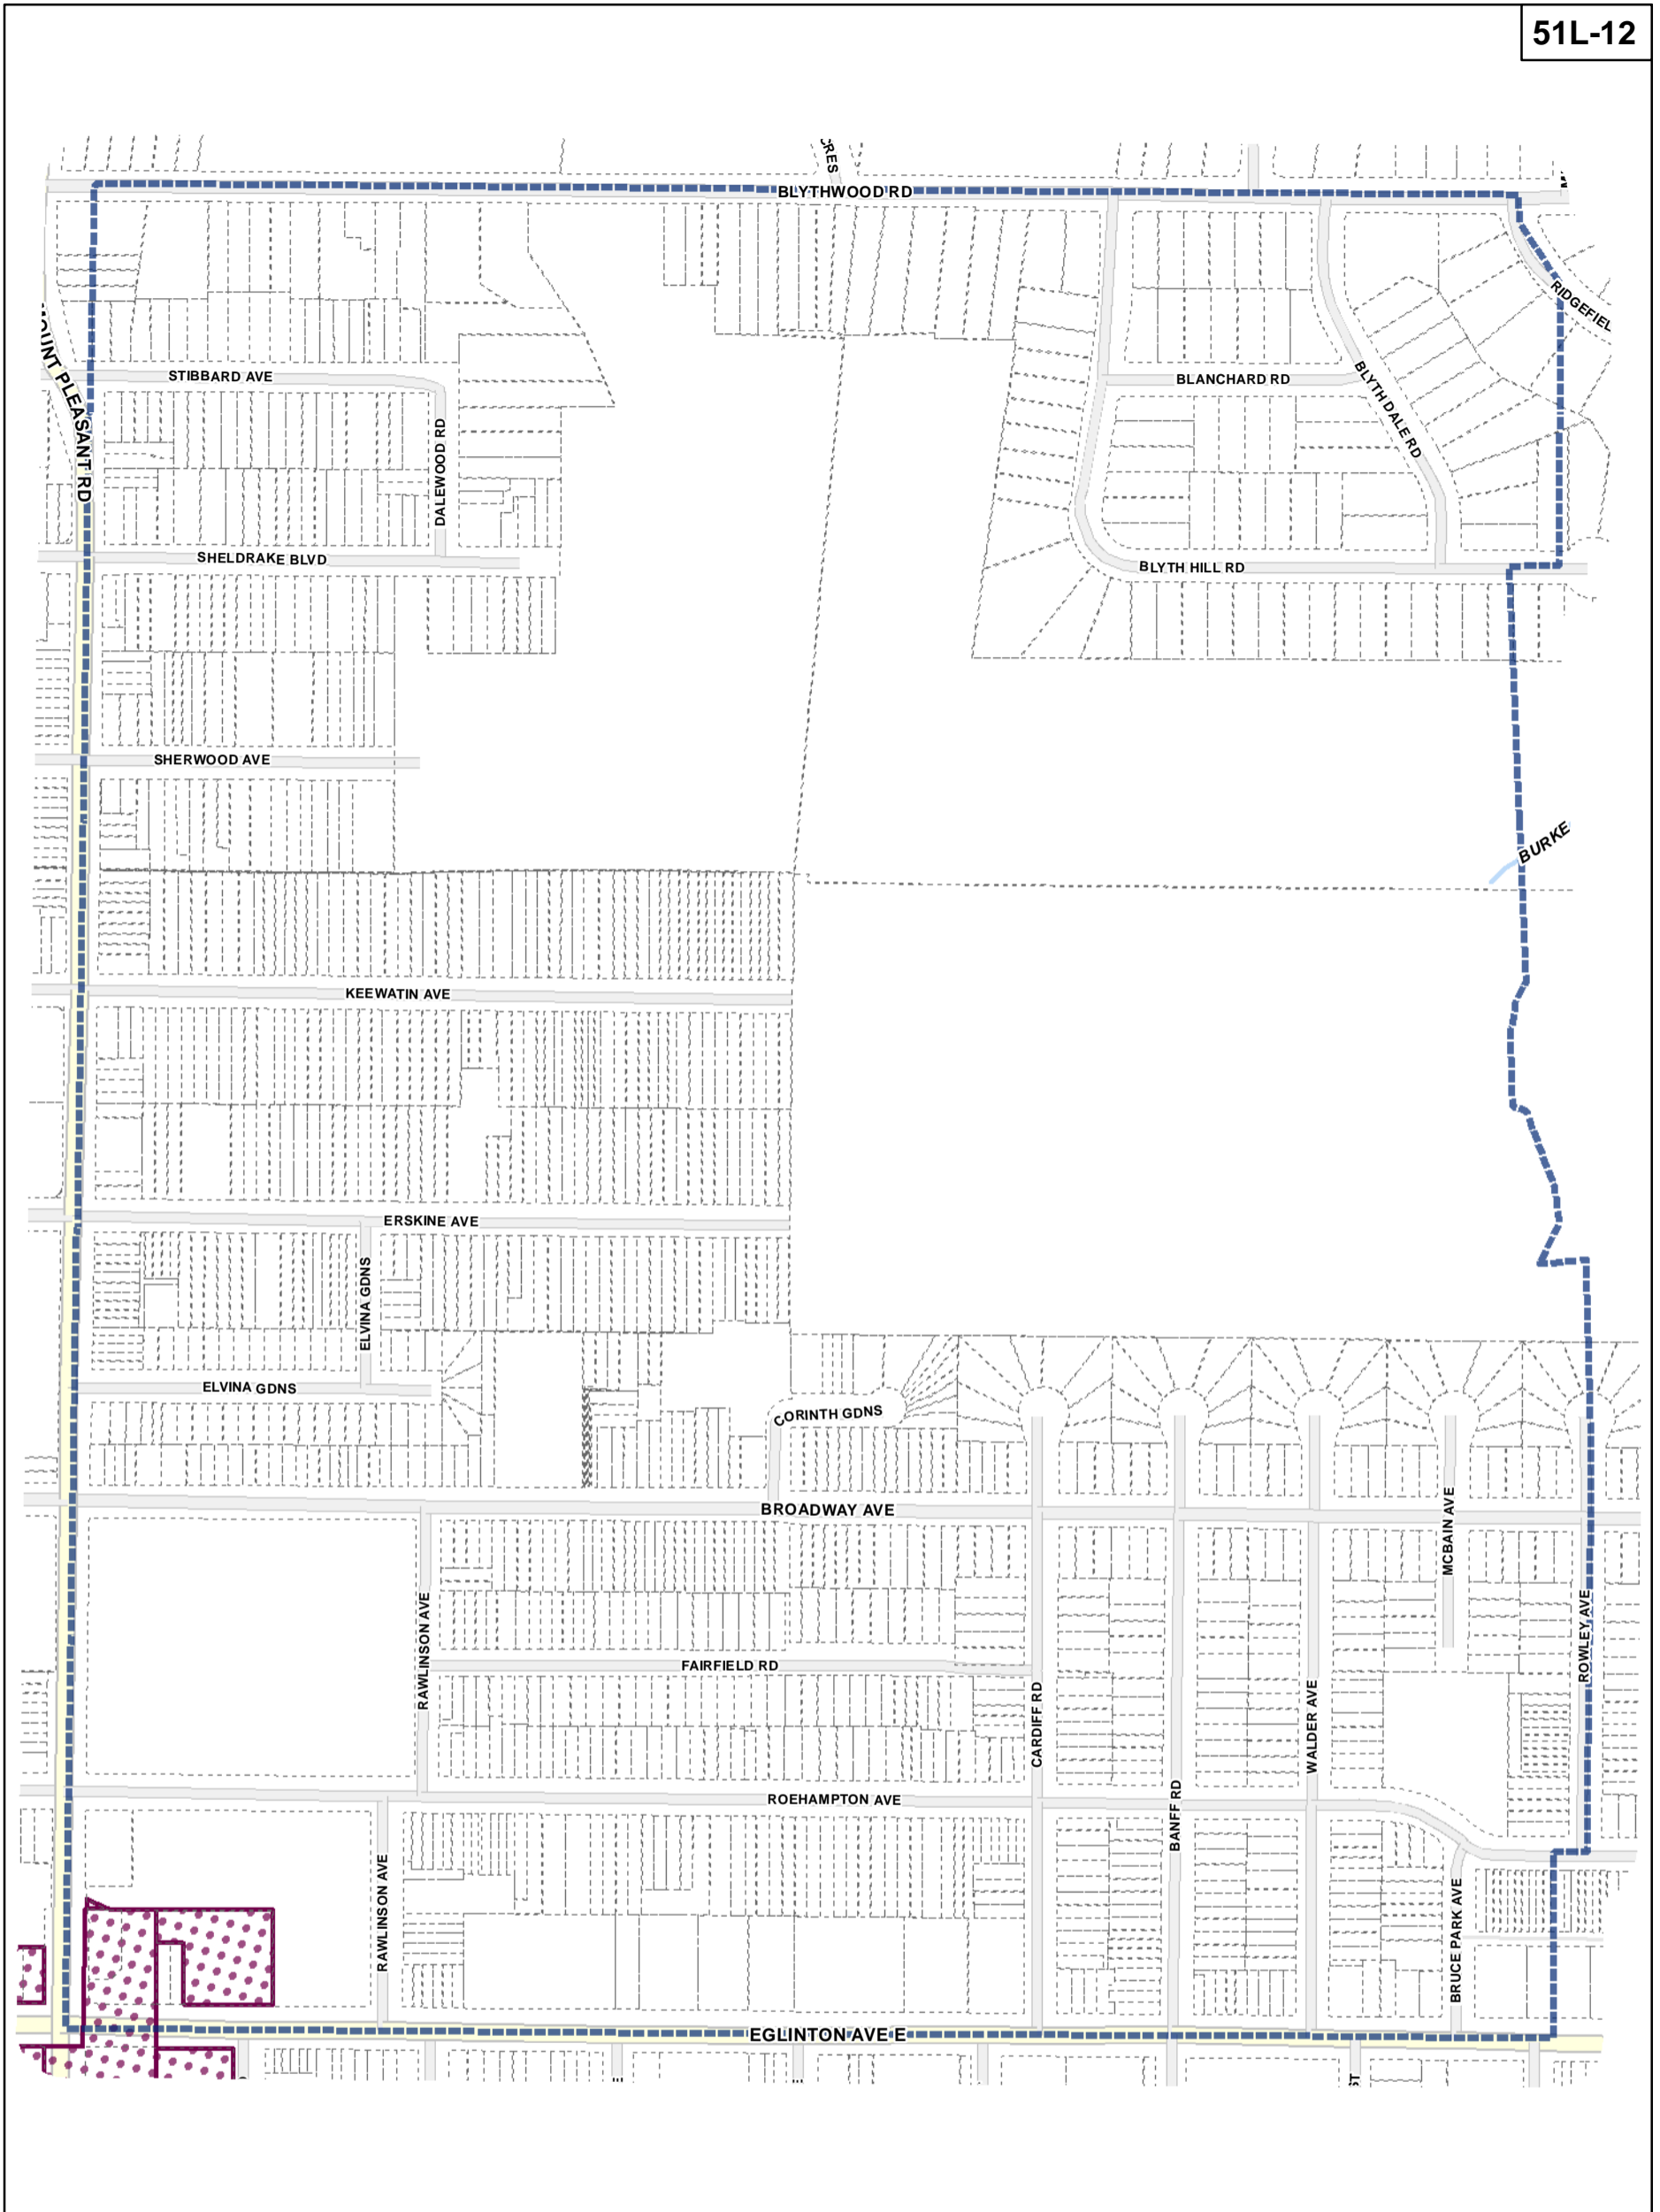 51L-12
CRES
BLYTHWOOD RD
RIDGEFIEL
MOUNT PLEASANT RD
STIBBARD AVE
BLANCHARD RD
BLYTH DALE RD
DALEWOOD RD
SHELDRAKE BLVD
BLYTH HILL RD
SHERWOOD AVE
BURKE
KEEWATIN AVE
ERSKINE AVE
ELVINA GDNS
ELVINA GDNS
CORINTH GDNS
BROADWAY AVE
MCBAIN AVE
RAWLINSON AVE
ROWLEY AVE
FAIRFIELD RD
CARDIFF RD
WALDER AVE
ROEHAMPTON AVE
BANFF RD
RAWLINSON AVE
BRUCE PARK AVE
EGLINTON AVE E
ST